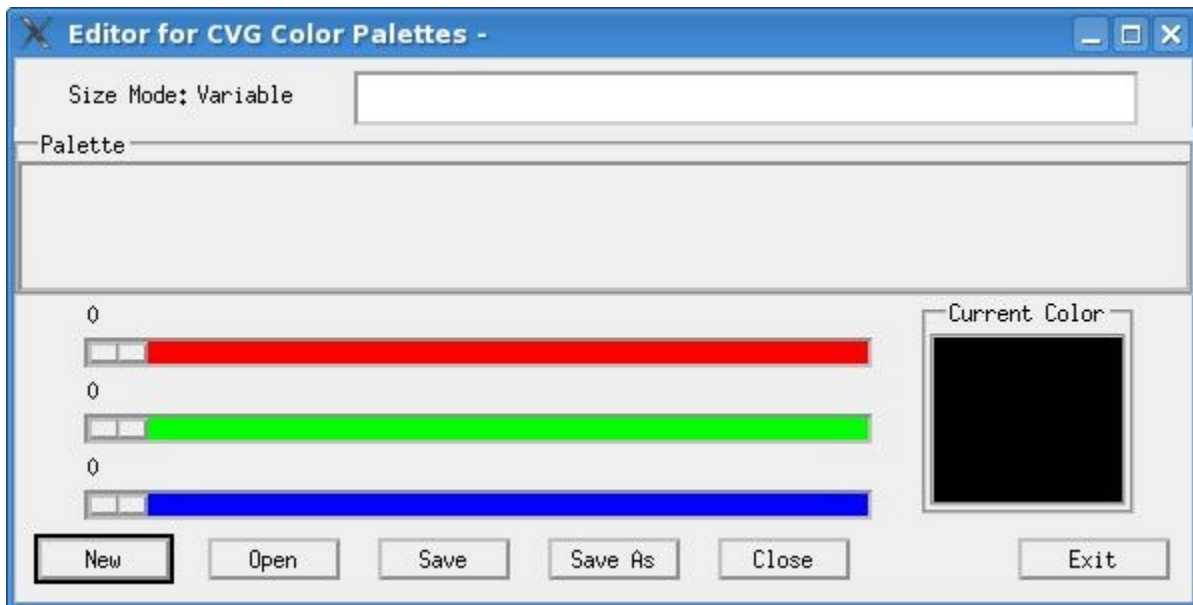 Editor for CVG Color Palettes -
Size Mode: Variable
Palette
0
Current Color
0
0
New Open Save Save As Close Exit